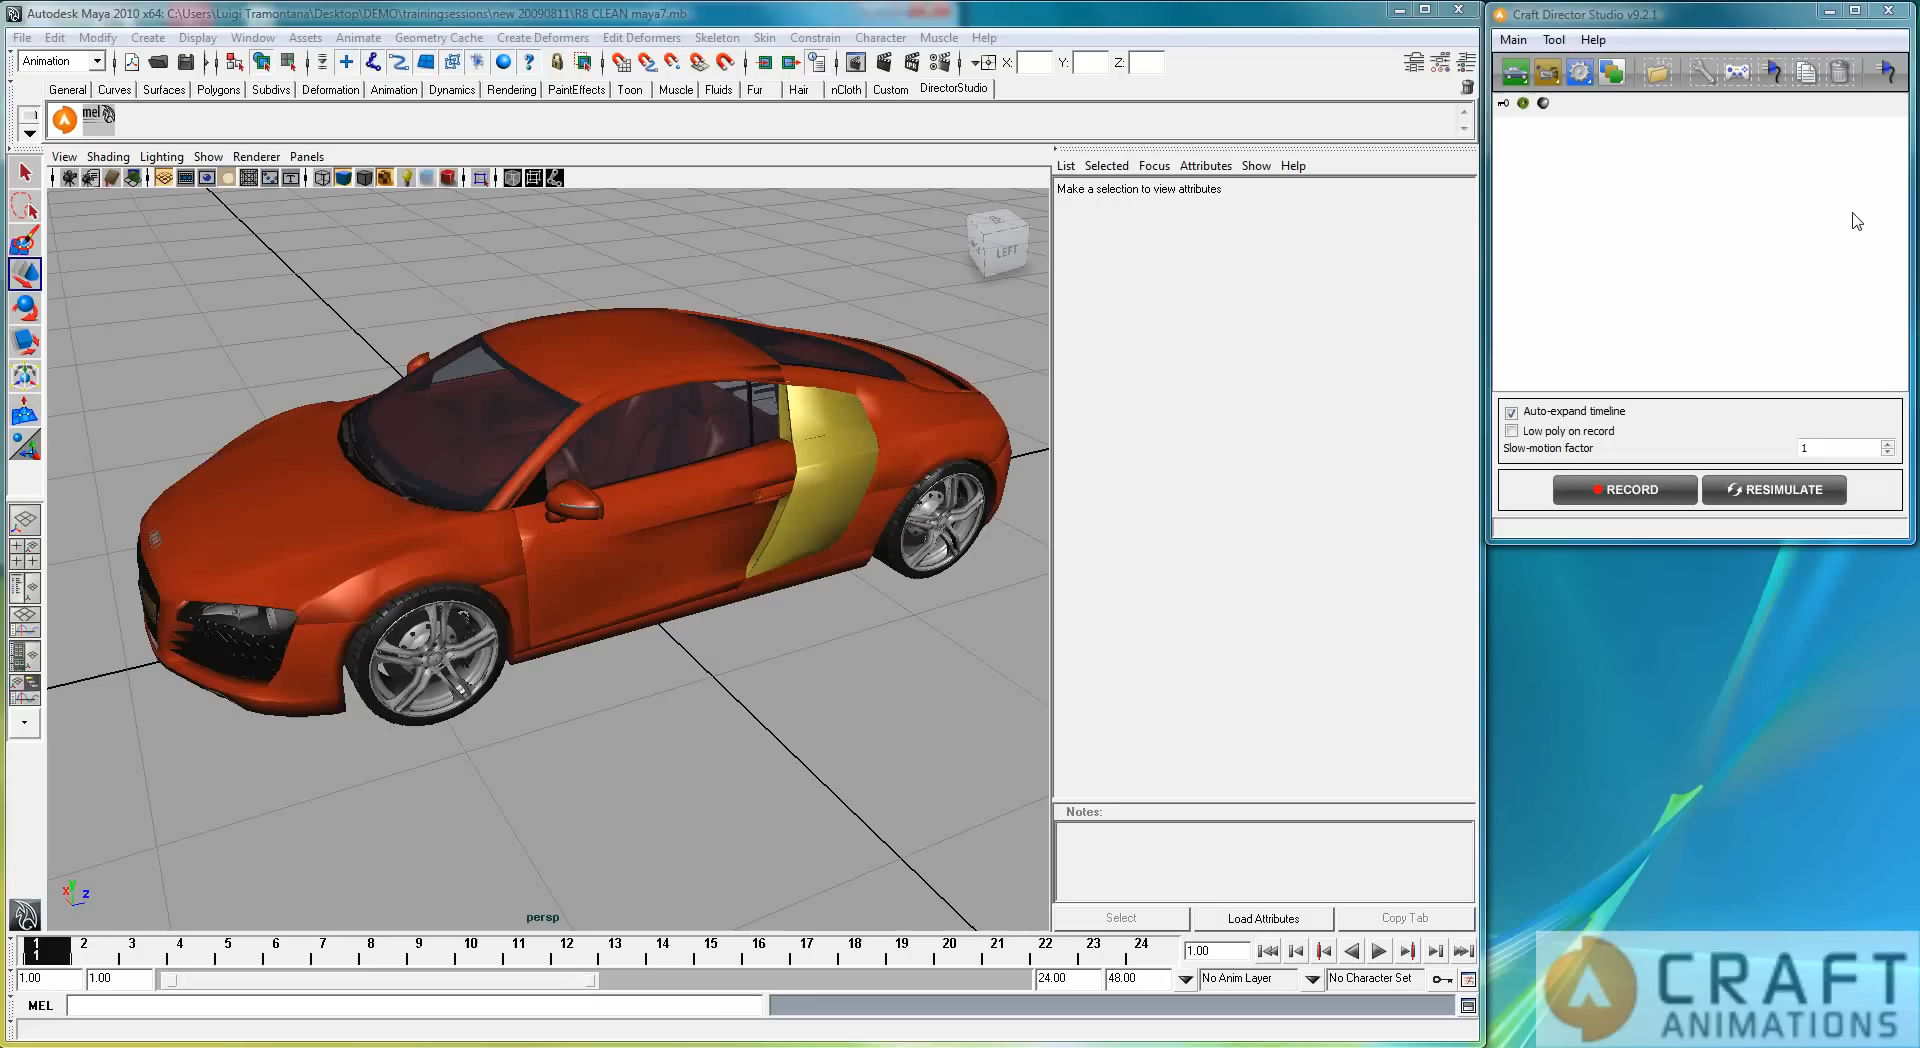 Autodesk Maya 2010 x64: C:\Users\Luigi Tramontana\Desktop\DEMO\trainingsessions\new 20090811\R8 CLEAN maya7.mb
File Edit Modify Create Display Window Assets Animate Geometry Cache Create Deformers Edit Deformers Skeleton Skin Constrain Character Muscle Help
Animation X: Y: Z:
General Curves Surfaces Polygons Subdivs Deformation Animation Dynamics Rendering PaintEffects Toon Muscle Fluids Fur Hair nCloth Custom DirectorStudio
mel
View Shading Lighting Show Renderer Panels
List Selected Focus Attributes Show Help
Make a selection to view attributes
LEFT
persp
x y z
Notes:
Select Load Attributes Copy Tab
1 2 3 4 5 6 7 8 9 10 11 12 13 14 15 16 17 18 19 20 21 22 23 24
1
1.00
1.00 1.00 24.00 48.00 No Anim Layer No Character Set
MEL
Craft Director Studio v9.2.1
Main Tool Help
Auto-expand timeline
Low poly on record
Slow-motion factor 1
RECORD RESIMULATE
CRAFT
ANIMATIONS